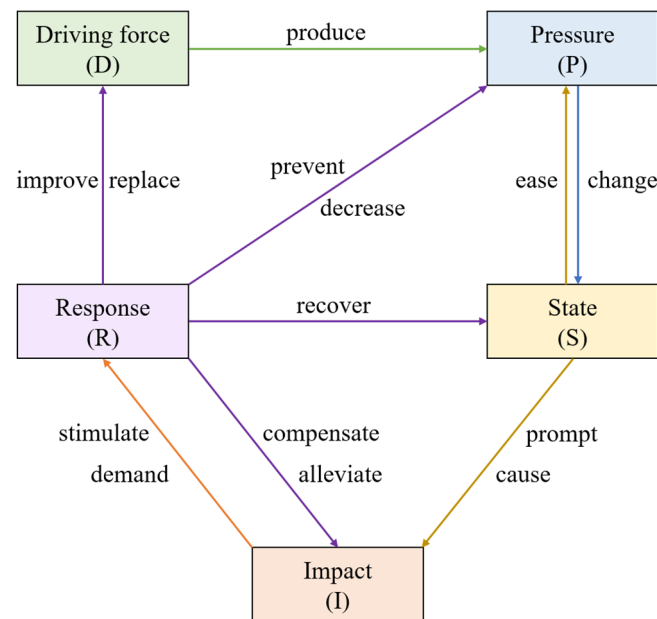 Driving force
(D)
produce
Pressure
(P)
improve
replace
prevent
decrease
ease
change
Response
(R)
recover
State
(S)
stimulate
demand
compensate
alleviate
prompt
cause
Impact
(I)